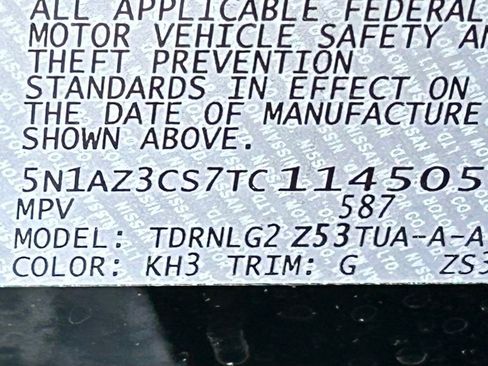 ALL APPLICABLE FEDERAL
MOTOR VEHICLE SAFETY AN
THEFT PREVENTION
STANDARDS IN EFFECT ON
THE DATE OF MANUFACTURE
SHOWN ABOVE.
5N1AZ3CS7TC114505
MPV 587
MODEL: TDRNLG2 Z53TUA-A-A
COLOR: KH3 TRIM: G ZS3